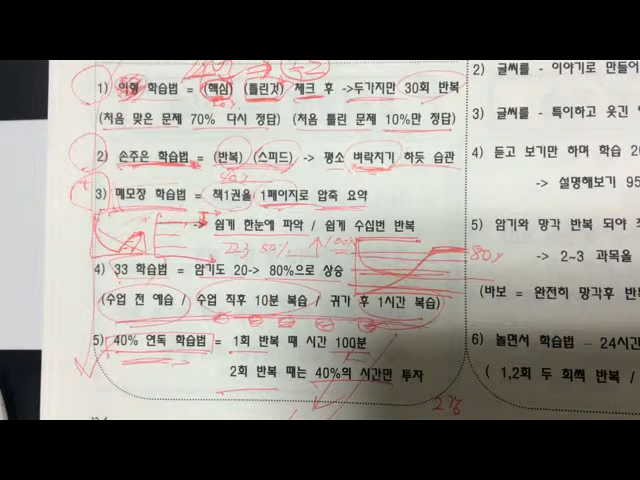 1) 학습법 = (핵심) (틀린것) 체크 후 ->두가지만 30회 반복
(처음 맞은 문제 70% 다시 정답) (처음 틀린 문제 10%만 정답)
2) 손주은 학습법 = (반복) (스피드) -> 평소 벼락치기 하듯 습관
3) 메모장 학습법 = 책1권을 1페이지로 압축 요약
-> 쉽게 한눈에 파악 / 쉽게 수십번 반복
50%
100%
80%
4) 33 학습법 = 암기도 20-> 80%으로 상승
(수업 전 예습 / 수업 직후 10분 복습 / 귀가 후 1시간 복습)
5) 40% 연독 학습법 = 1회 반복 때 시간 100분
2회 반복 때는 40%의 시간만 투자
2) 글씨를 - 이야기로 만들어
3) 글씨를 - 특이하고 웃긴
4) 듣고 보기만 하며 학습
-> 설명해보기 95
5) 암기와 망각 반복 되야
-> 2~3 과목을
(바보 = 완전히 망각후
6) 놀면서 학습법 - 24시간
( 1,2회 두 회씩 반복 /